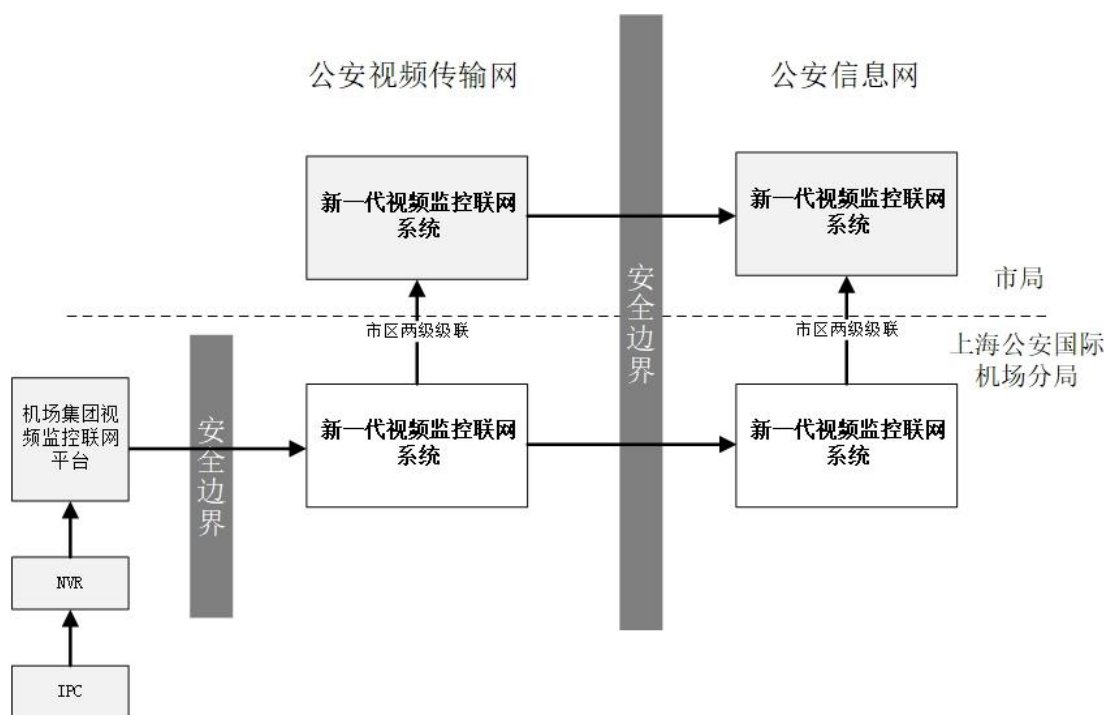 公安视频传输网
公安信息网
新一代视频监控联网
系统
新一代视频监控联网
系统
安全边界
市局
市区两级级联
市区两级级联
上海公安国际
机场分局
机场集团视
频监控联网
平台
安全边界
新一代视频监控联网
系统
新一代视频监控联网
系统
NVR
IPC